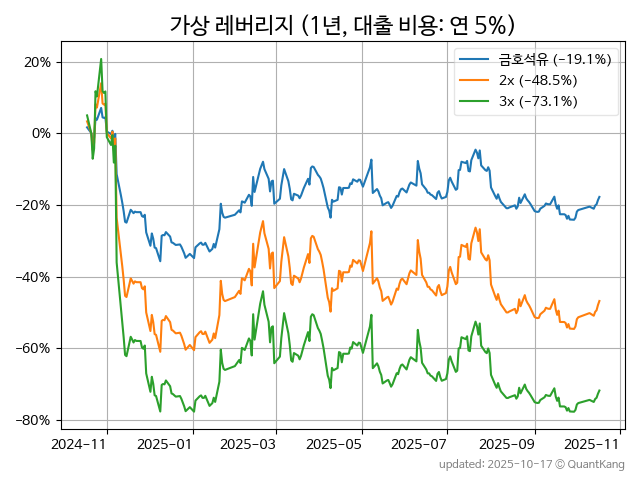 가상 레버리지 (1년, 대출 비용: 연 5%)
금호석유 (-19.1%)
2x (-48.5%)
3x (-73.1%)
20%
0%
−20%
−40%
−60%
−80%
2024-11
2025-01
2025-03
2025-05
2025-07
2025-09
2025-11
updated: 2025-10-17 © QuantKang